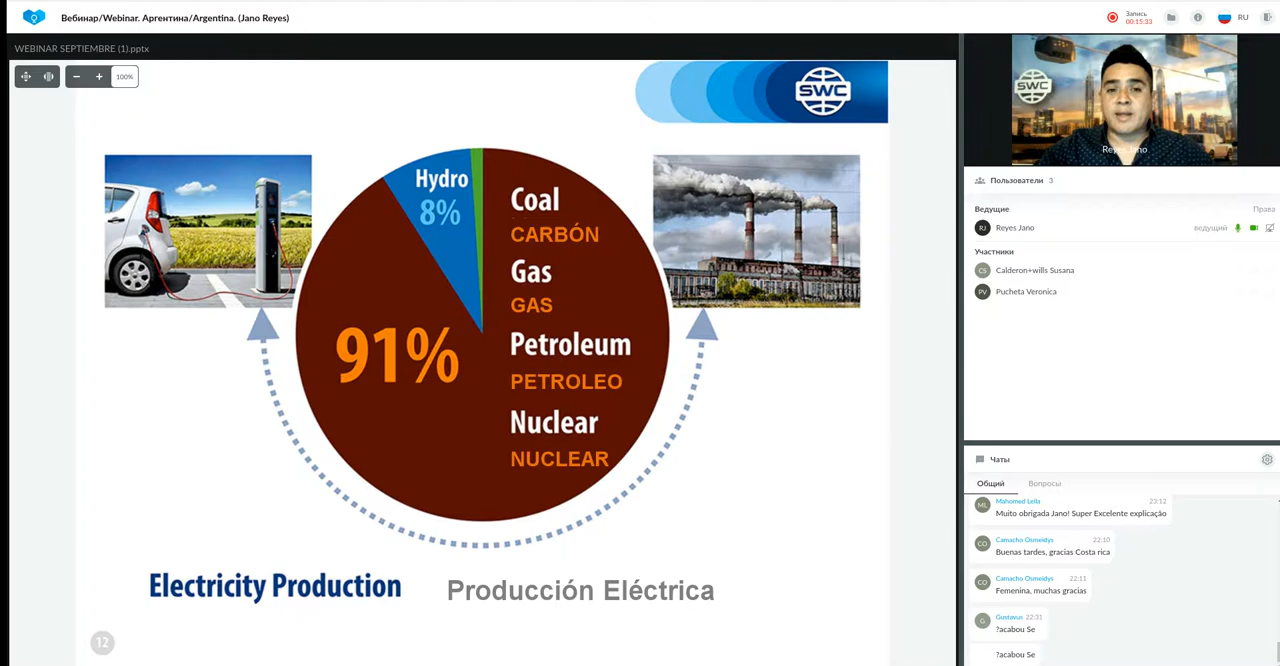 Вебинар/Webinar. Аргентина/Argentina. (Jano Reyes)
Запись
00:15:33
RU
WEBINAR SEPTIEMBRE (1).pptx
100%
SWC
Hydro
8%
91%
Coal
CARBÓN
Gas
GAS
Petroleum
PETROLEO
Nuclear
NUCLEAR
Electricity Production
Producción Eléctrica
12
SWC
Reyes Jano
Пользователи 3
Ведущие Права
RJ Reyes Jano ведущий
Участники
CS Calderon+wills Susana
PV Pucheta Veronica
Чаты
Общий Вопросы
ML Mahomed Leila 23:12
Muito obrigada Jano! Super Excelente explicação
CO Camacho Osmeidys 22:10
Buenas tardes, gracias Costa rica
CO Camacho Osmeidys 22:11
Femenina, muchas gracias
G Gustavus 22:31
?acabou Se
?acabou Se